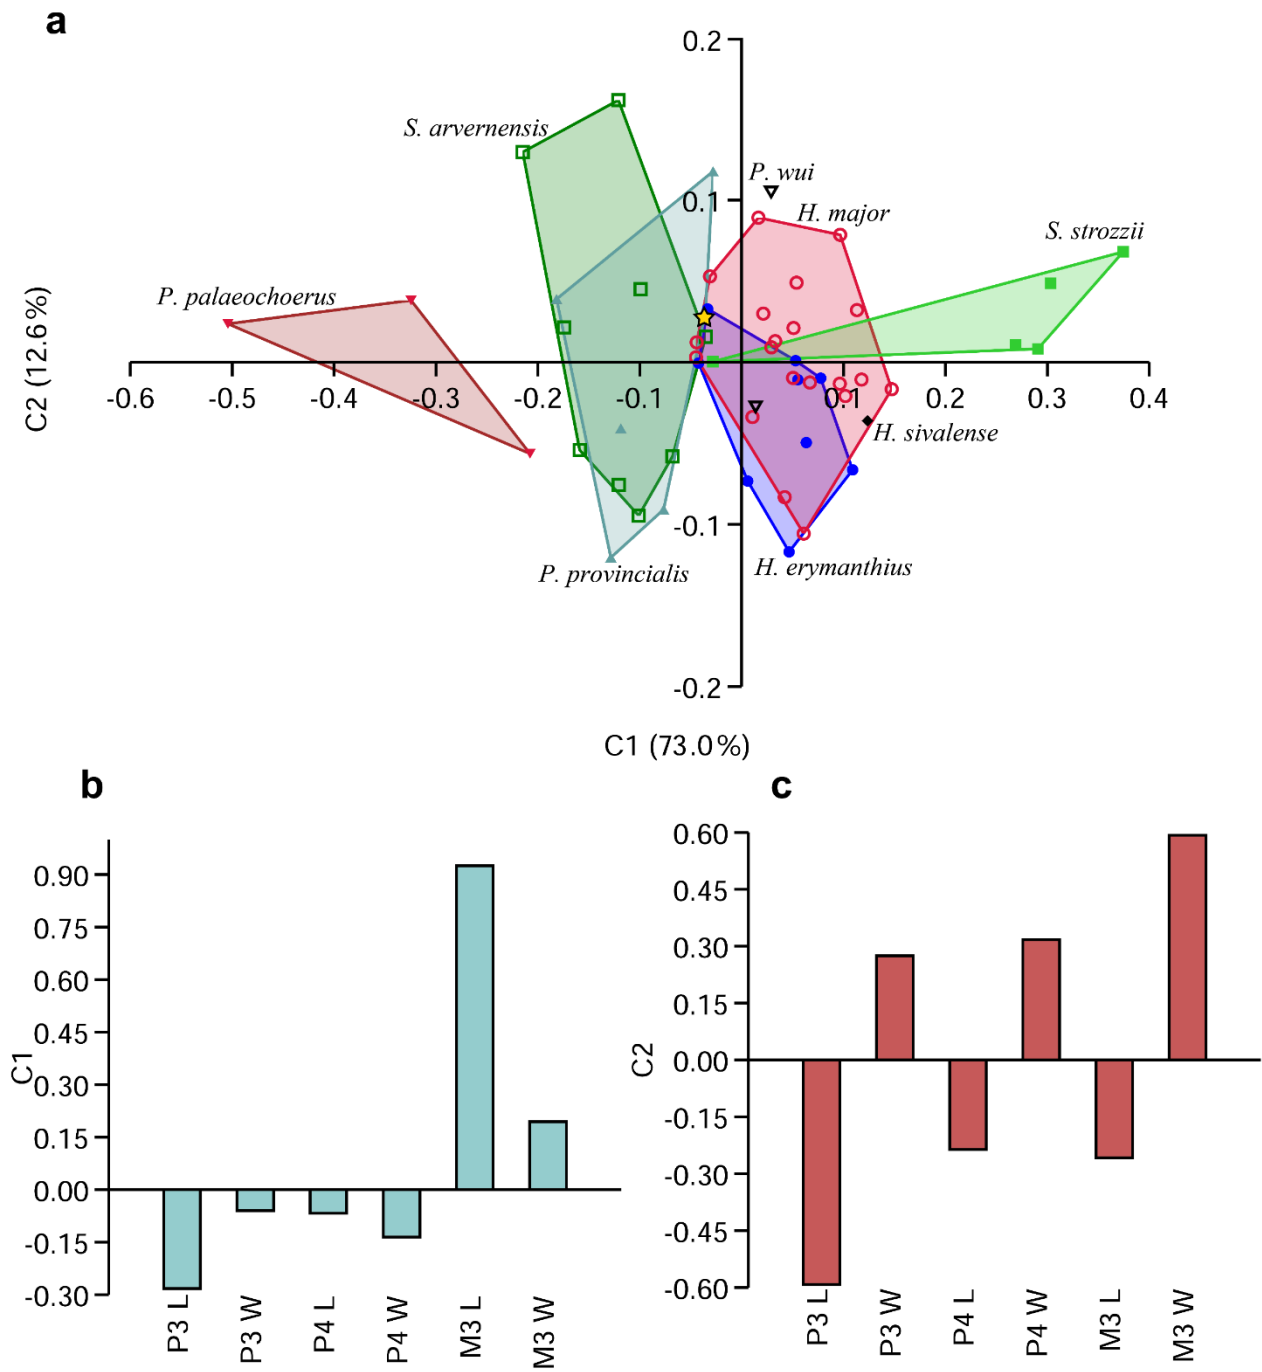 a
0.2
S. arvernensis
P. wui
0.1
H. major
S. strozzii
P. palaeochoerus
C2 (12.6%)
-0.6
-0.5
-0.4
-0.3
-0.2
-0.1
0.1
0.2
0.3
0.4
H. sivalense
-0.1
P. provincialis
H. erymanthius
-0.2
C1 (73.0%)
b
C1
0.90
0.75
0.60
0.45
0.30
0.15
0.00
-0.15
-0.30
P3 L
P3 W
P4 L
P4 W
M3 L
M3 W
c
C2
0.60
0.45
0.30
0.15
0.00
-0.15
-0.30
-0.45
-0.60
P3 L
P3 W
P4 L
P4 W
M3 L
M3 W